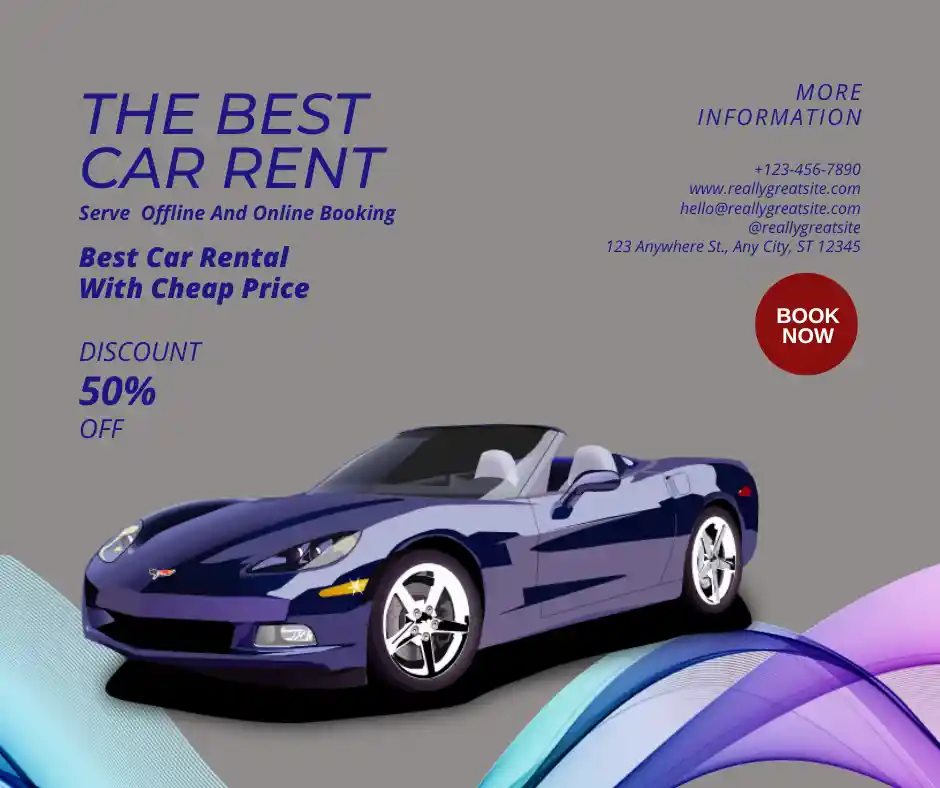 THE BEST
CAR RENT
Serve  Offline And Online Booking
Best Car Rental
With Cheap Price
DISCOUNT
50%
OFF
MORE
INFORMATION
+123-456-7890
www.reallygreatsite.com
hello@reallygreatsite.com
@reallygreatsite
123 Anywhere St., Any City, ST 12345
BOOK
NOW